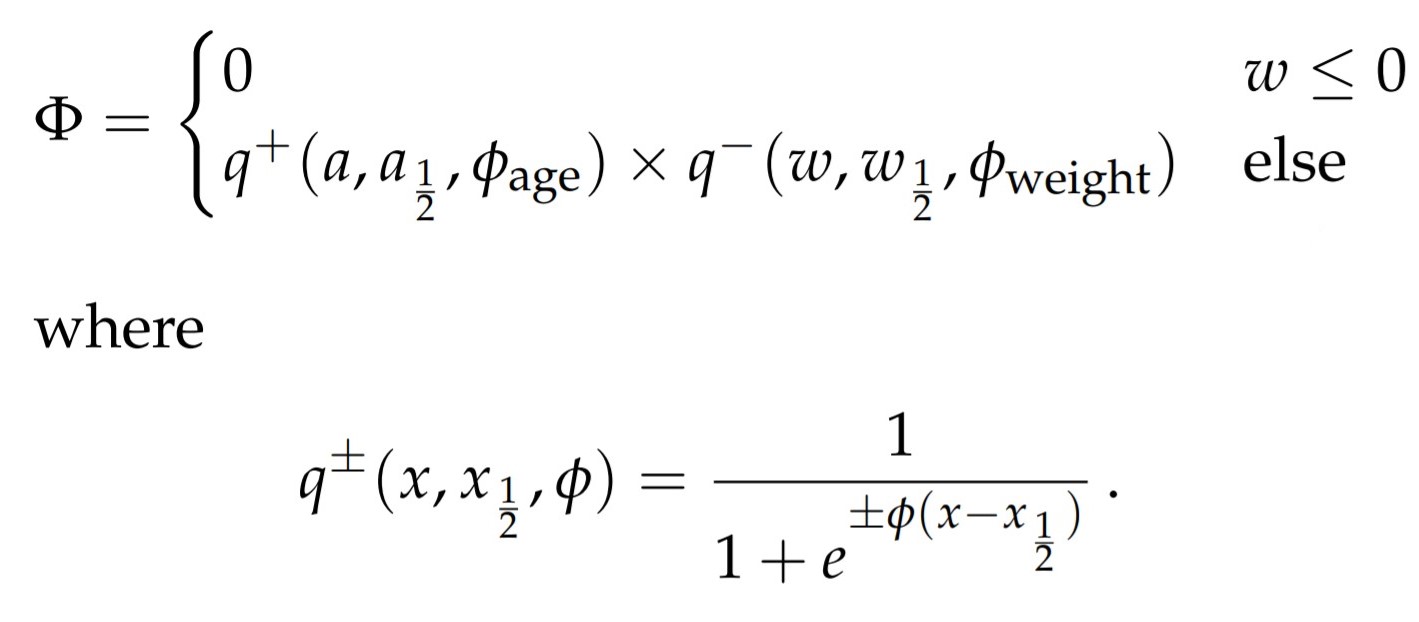 Φ = { 0 w ≤ 0
q⁺(a, a_{1/2}, ϕ_age) × q⁻(w, w_{1/2}, ϕ_weight) else
where
q^±(x, x_{1/2}, ϕ) = 1 / (1 + e^{±ϕ(x−x_{1/2})}) .